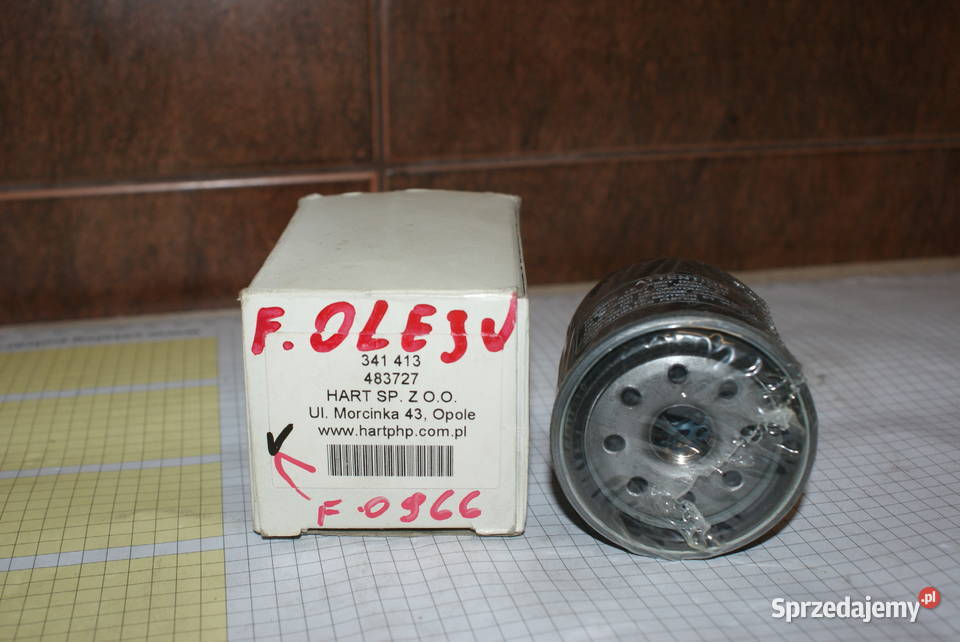 F. OLEJU
341 413
483727
HART SP. Z O.O.
Ul. Morcinka 43, Opole
www.hartphp.com.pl
F.0966
Sprzedajemy.pl